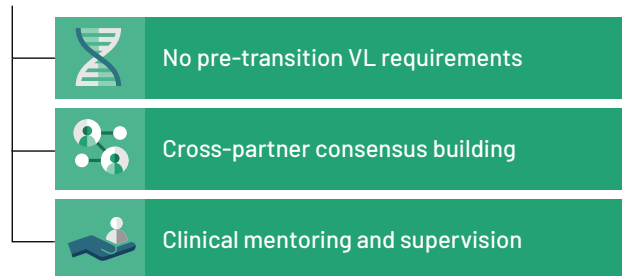 No pre-transition VL requirements
Cross-partner consensus building
Clinical mentoring and supervision